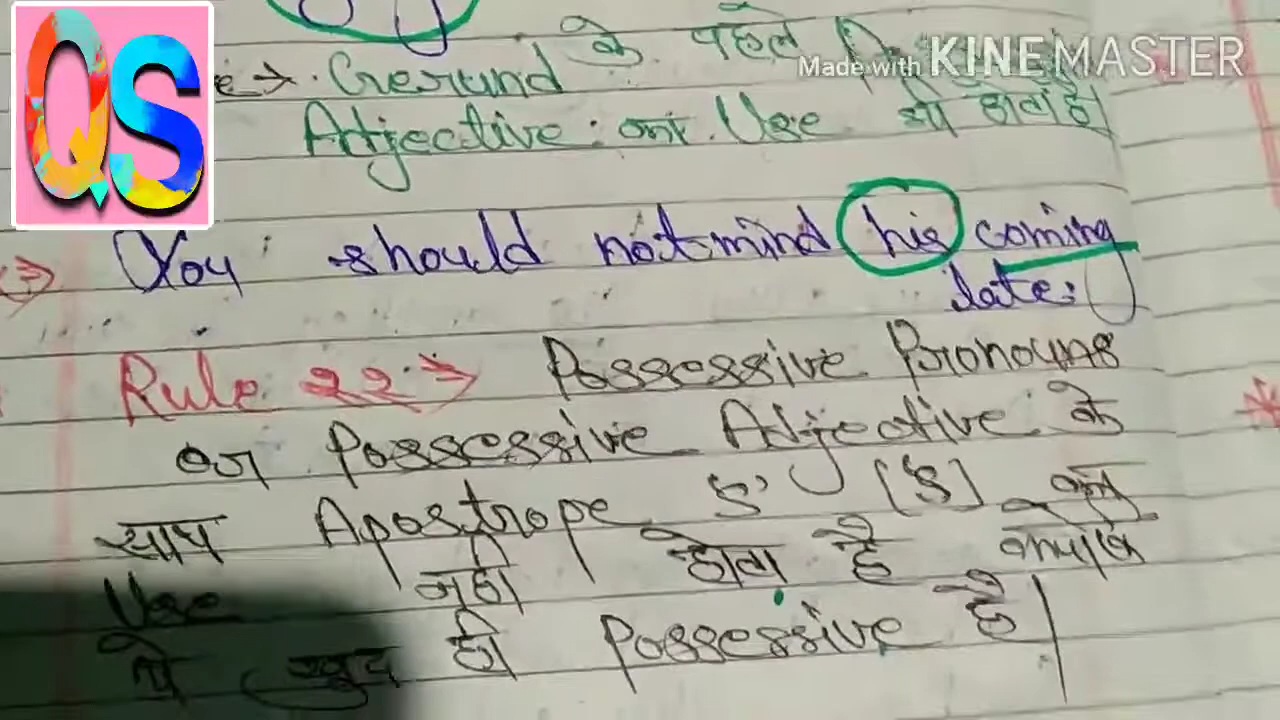 QS
Made with KINEMASTER
Gerund के पहले
Adjective का Use भी होता है।
You should not mind his coming
late.
Rule 22 ⇒ Possessive Pronouns
or Possessive Adjective के
साथ Apostrope s' ['s] का
Use नहीं होता है क्योंकि
ये खुद ही Possessive है।